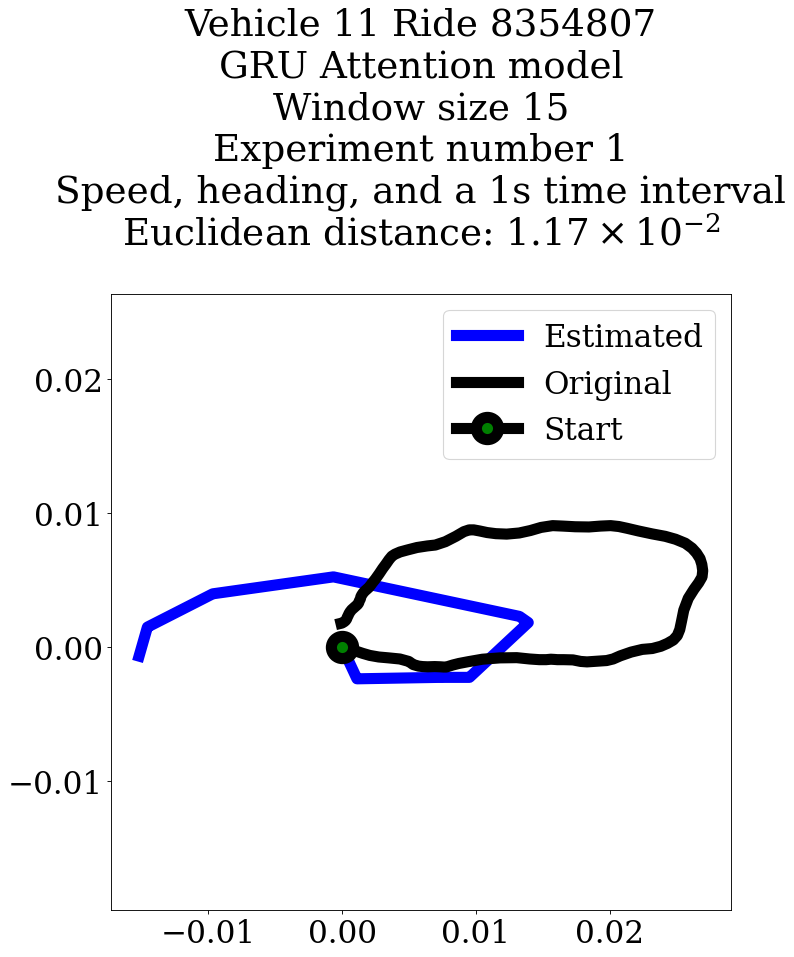 Vehicle 11 Ride 8354807
GRU Attention model
Window size 15
Experiment number 1
Speed, heading, and a 1s time interval
Euclidean distance: 1.17 × 10⁻²
Estimated
Original
Start
0.02
0.01
0.00
−0.01
−0.01
0.00
0.01
0.02